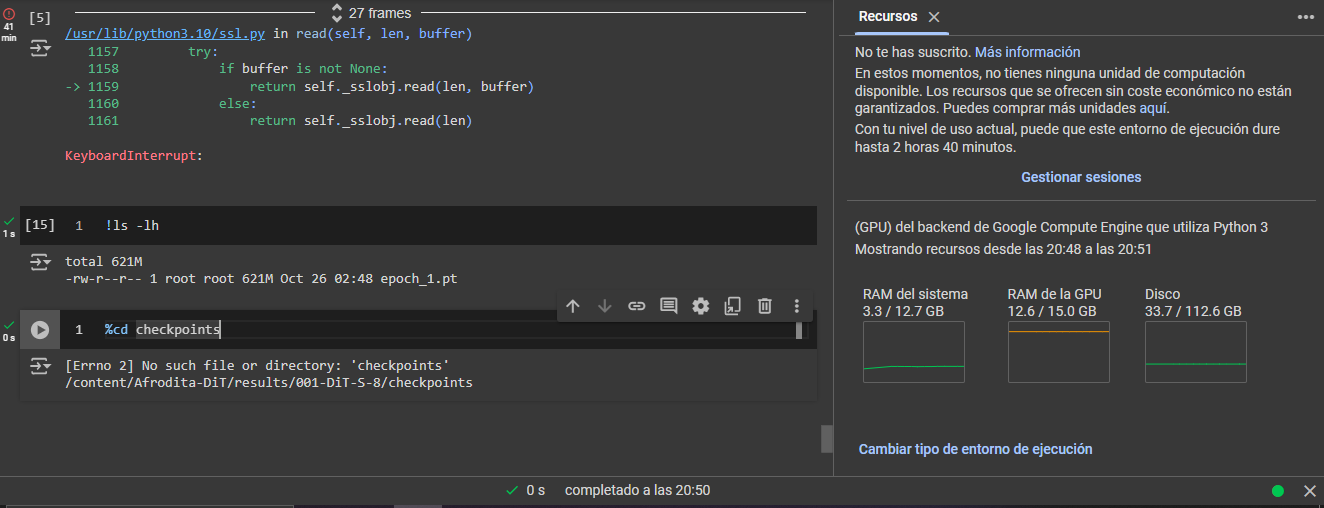 41
min
[5]
27 frames
/usr/lib/python3.10/ssl.py in read(self, len, buffer)
1157 try:
1158 if buffer is not None:
-> 1159 return self._sslobj.read(len, buffer)
1160 else:
1161 return self._sslobj.read(len)
KeyboardInterrupt:
1 s
[15]
1 !ls -lh
total 621M
-rw-r--r-- 1 root root 621M Oct 26 02:48 epoch_1.pt
0 s
1 %cd checkpoints
[Errno 2] No such file or directory: 'checkpoints'
/content/Afrodita-DiT/results/001-DiT-S-8/checkpoints
Recursos
No te has suscrito. Más información
En estos momentos, no tienes ninguna unidad de computación
disponible. Los recursos que se ofrecen sin coste económico no están
garantizados. Puedes comprar más unidades aquí.
Con tu nivel de uso actual, puede que este entorno de ejecución dure
hasta 2 horas 40 minutos.
Gestionar sesiones
(GPU) del backend de Google Compute Engine que utiliza Python 3
Mostrando recursos desde las 20:48 a las 20:51
RAM del sistema
3.3 / 12.7 GB
RAM de la GPU
12.6 / 15.0 GB
Disco
33.7 / 112.6 GB
Cambiar tipo de entorno de ejecución
0 s completado a las 20:50